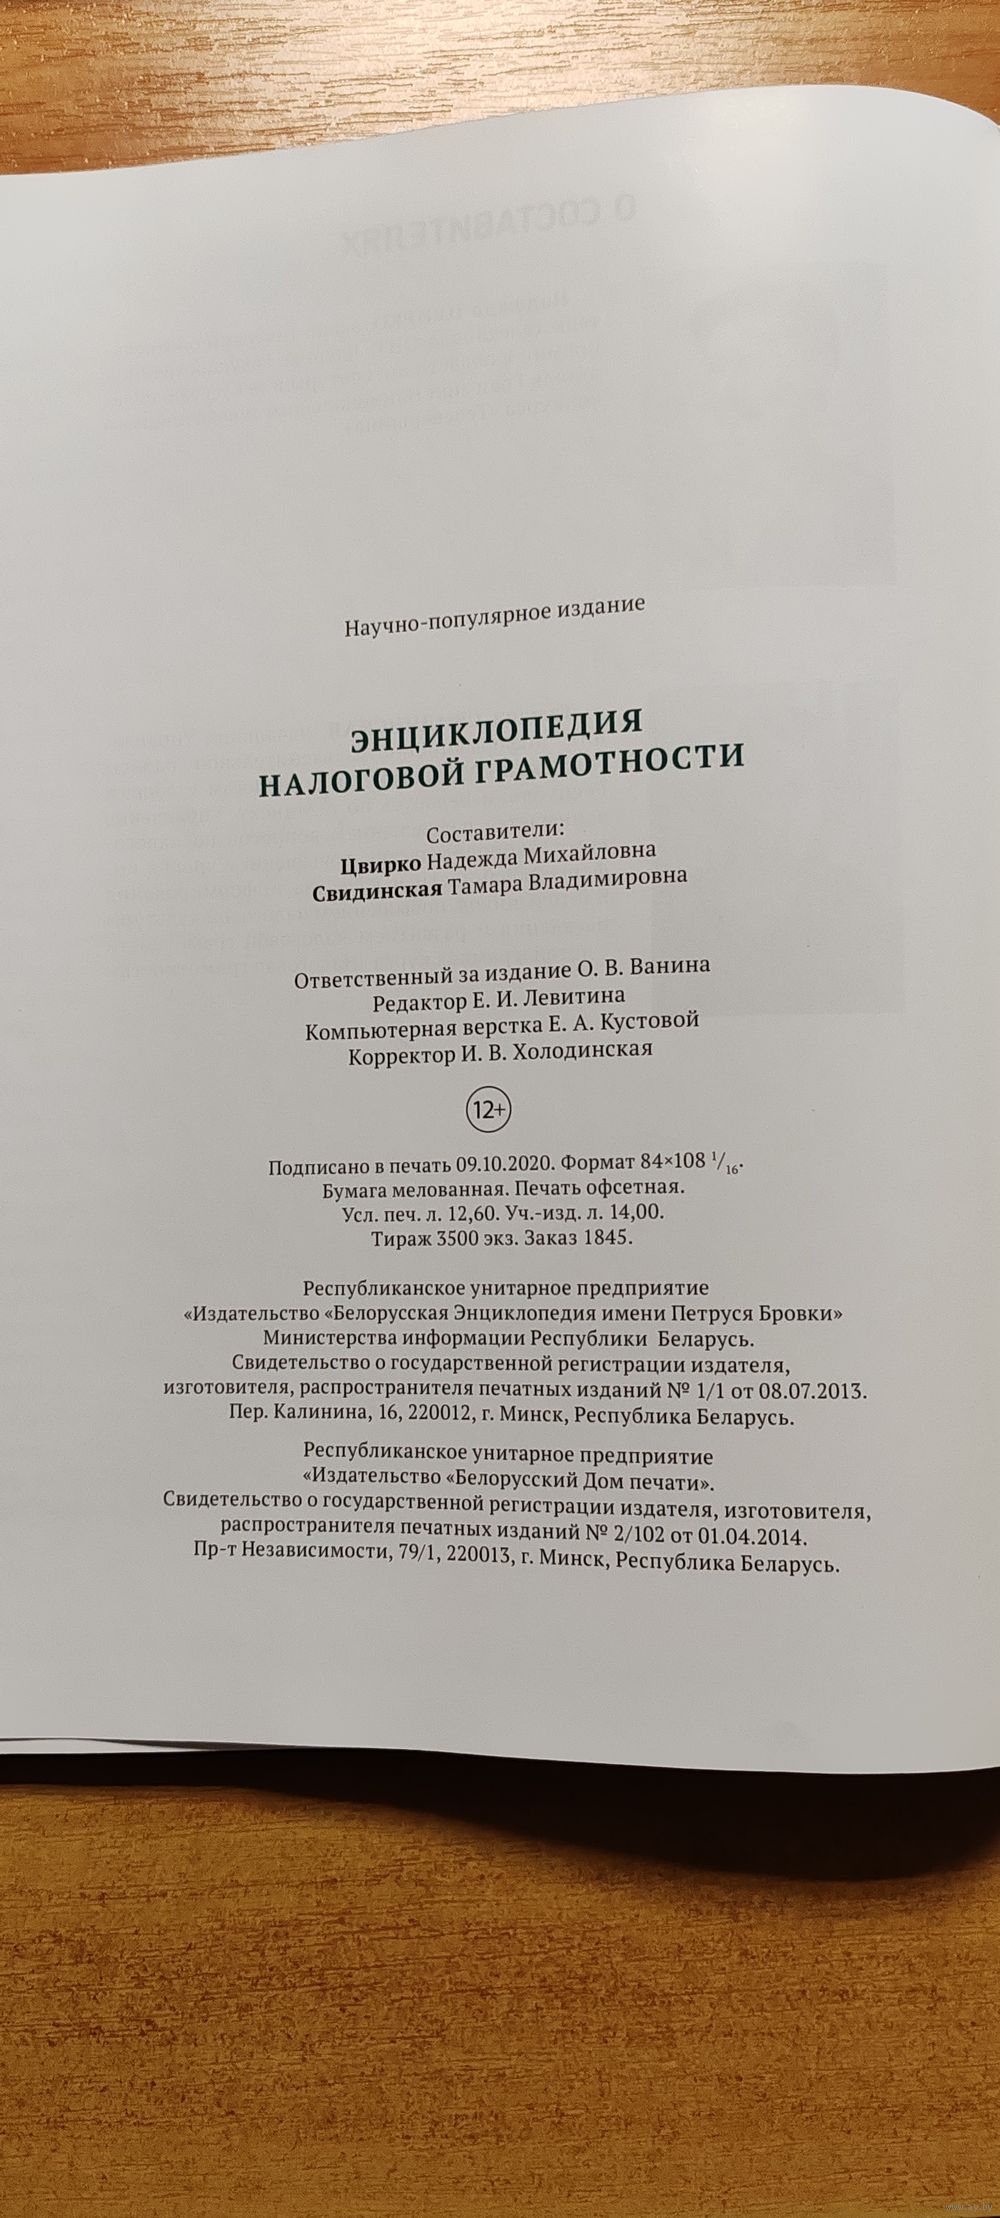 Научно-популярное издание
ЭНЦИКЛОПЕДИЯ
НАЛОГОВОЙ ГРАМОТНОСТИ
Составители:
Цвирко Надежда Михайловна
Свидинская Тамара Владимировна
Ответственный за издание О. В. Ванина
Редактор Е. И. Левитина
Компьютерная верстка Е. А. Кустовой
Корректор И. В. Холодинская
12+
Подписано в печать 09.10.2020. Формат 84×108 1/16.
Бумага мелованная. Печать офсетная.
Усл. печ. л. 12,60. Уч.-изд. л. 14,00.
Тираж 3500 экз. Заказ 1845.
Республиканское унитарное предприятие
«Издательство «Белорусская Энциклопедия имени Петруся Бровки»
Министерства информации Республики Беларусь.
Свидетельство о государственной регистрации издателя,
изготовителя, распространителя печатных изданий № 1/1 от 08.07.2013.
Пер. Калинина, 16, 220012, г. Минск, Республика Беларусь.
Республиканское унитарное предприятие
«Издательство «Белорусский Дом печати».
Свидетельство о государственной регистрации издателя, изготовителя,
распространителя печатных изданий № 2/102 от 01.04.2014.
Пр-т Независимости, 79/1, 220013, г. Минск, Республика Беларусь.